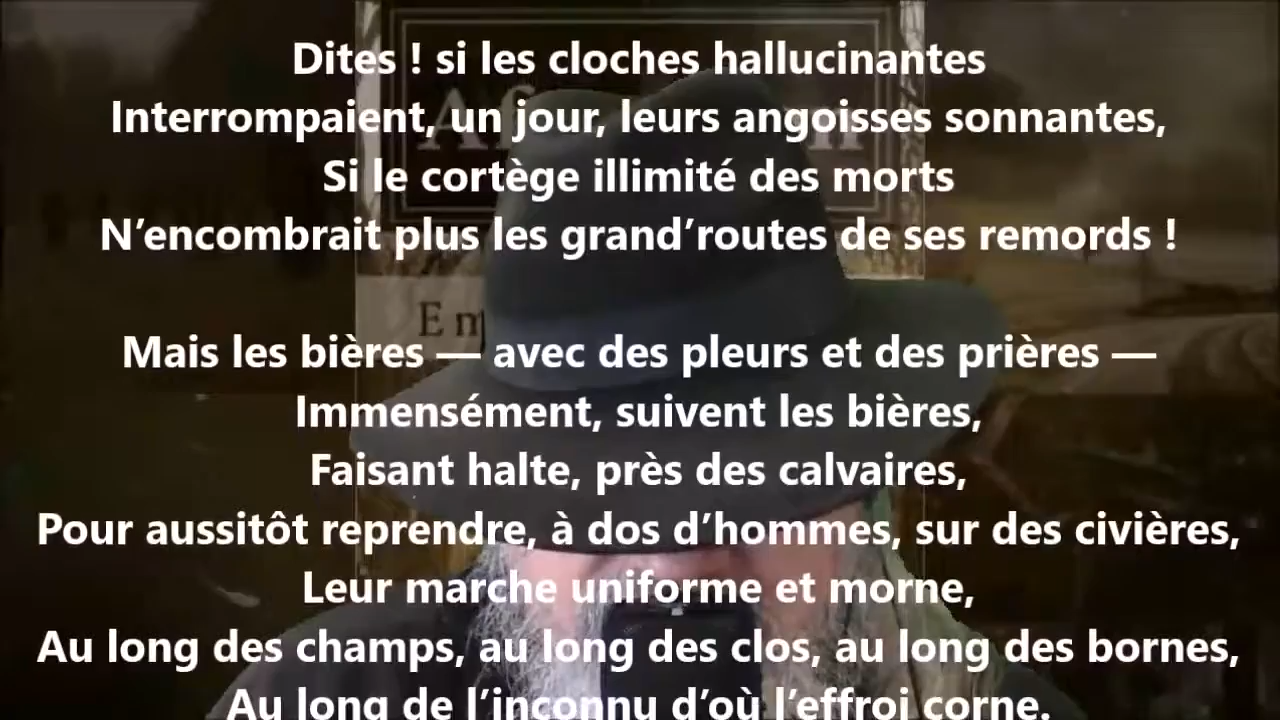 Dites ! si les cloches hallucinantes
Interrompaient, un jour, leurs angoisses sonnantes,
Si le cortège illimité des morts
N’encombrait plus les grand’routes de ses remords !
Mais les bières — avec des pleurs et des prières —
Immensément, suivent les bières,
Faisant halte, près des calvaires,
Pour aussitôt reprendre, à dos d’hommes, sur des civières,
Leur marche uniforme et morne,
Au long des champs, au long des clos, au long des bornes,
Au long de l’inconnu d’où l’effroi corne.